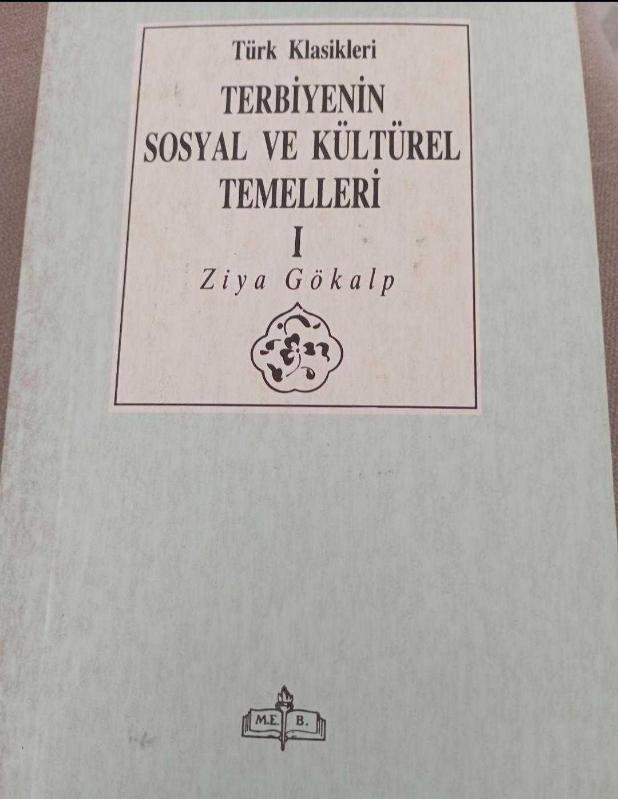 Türk Klasikleri
TERBİYENİN
SOSYAL VE KÜLTÜREL
TEMELLERİ
I
Ziya Gökalp
M.E. B.